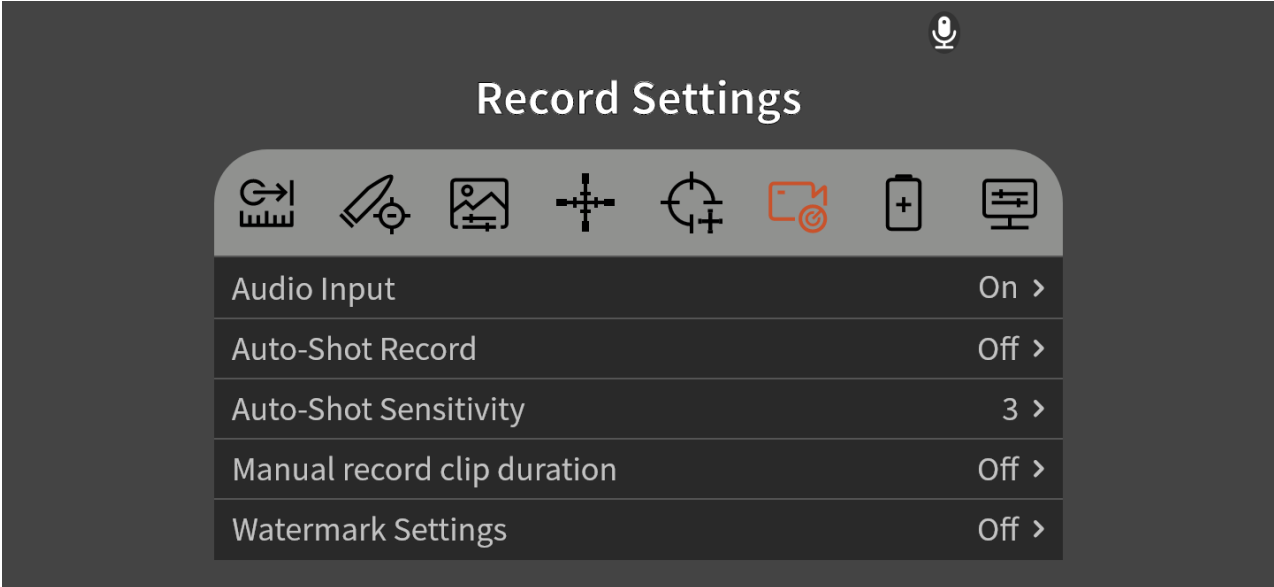 Record Settings
Audio Input On
Auto-Shot Record Off
Auto-Shot Sensitivity 3
Manual record clip duration Off
Watermark Settings Off